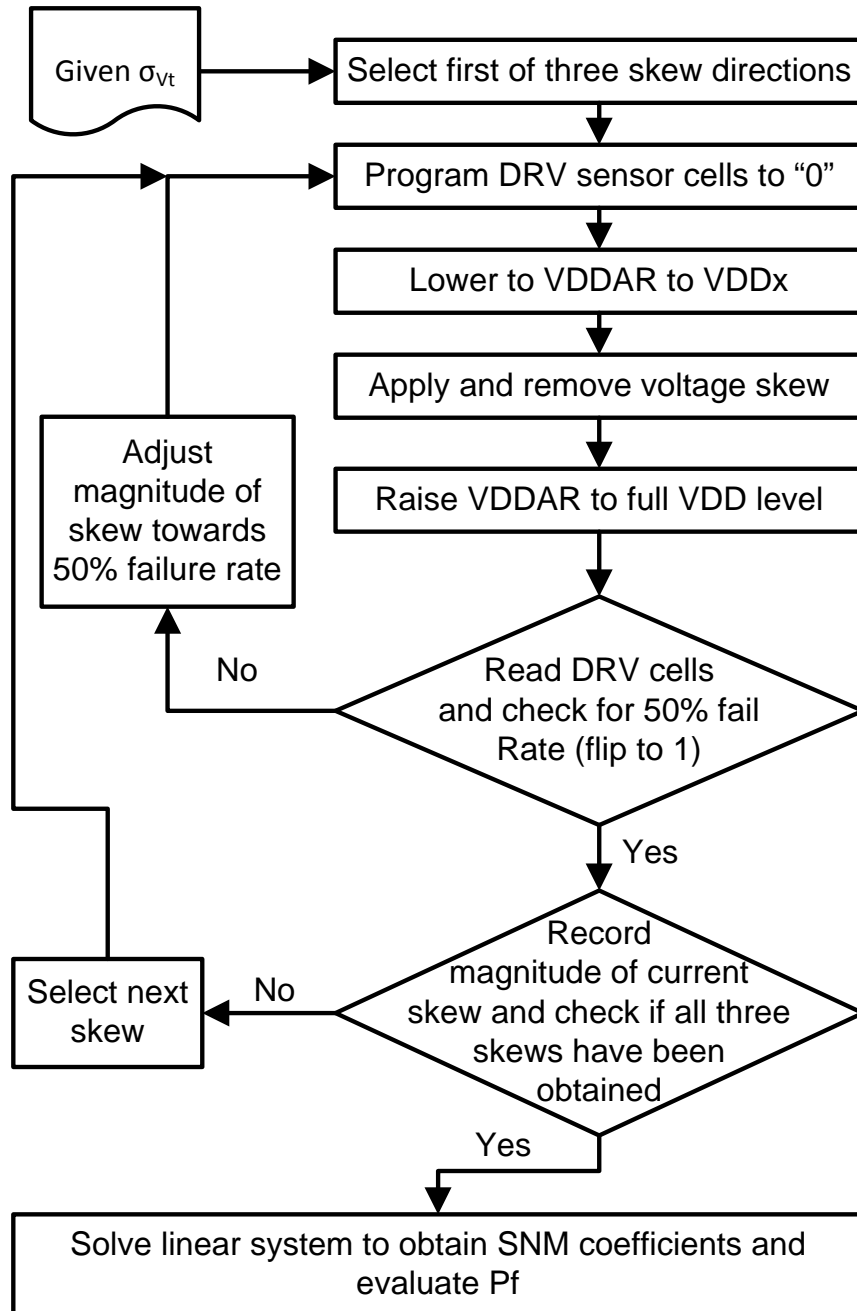 Given σVt
Select first of three skew directions
Program DRV sensor cells to “0”
Lower to VDDAR to VDDx
Apply and remove voltage skew
Adjust
magnitude of
skew towards
50% failure rate
Raise VDDAR to full VDD level
No
Read DRV cells
and check for 50% fail
Rate (flip to 1)
Yes
Record
magnitude of current
skew and check if all three
skews have been
obtained
No
Select next
skew
Yes
Solve linear system to obtain SNM coefficients and
evaluate Pf